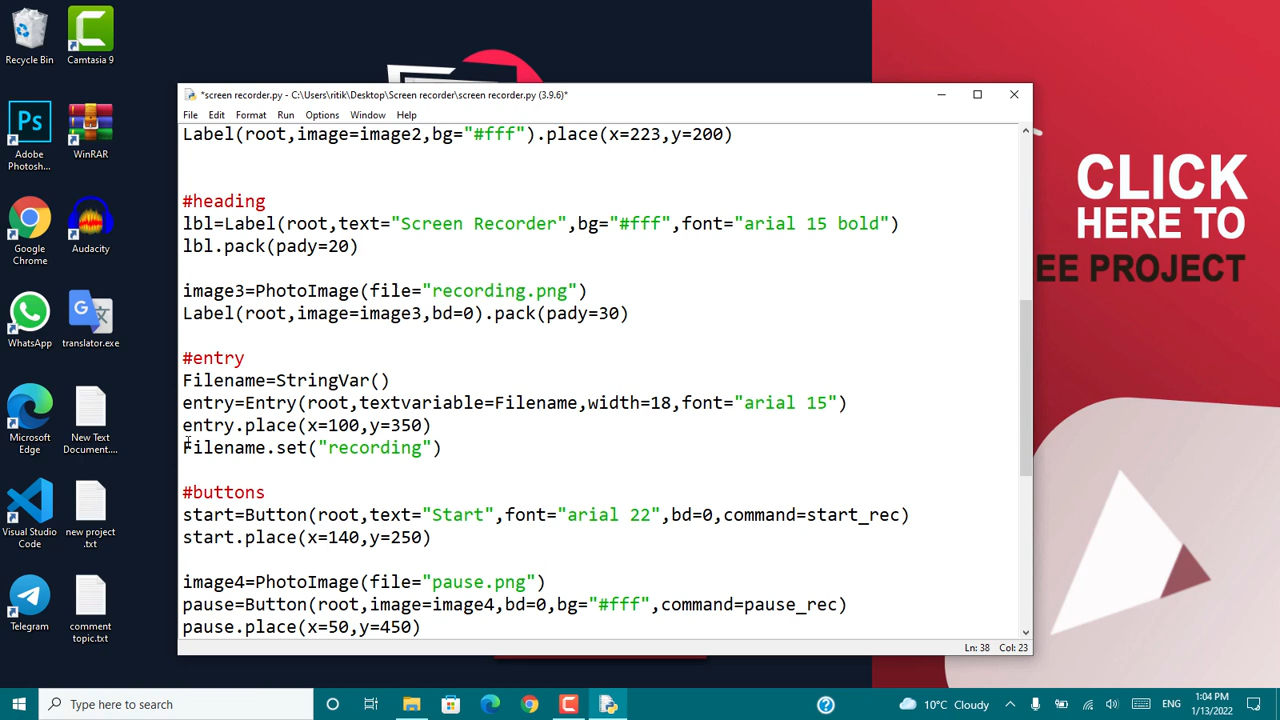 Recycle Bin
Camtasia 9
Ps
Adobe
Photosh...
WinRAR
Google
Chrome
Audacity
WhatsApp
G
translator.exe
Microsoft
Edge
New Text
Document....
Visual Studio
Code
new project
.txt
Telegram
comment
topic.txt
*screen recorder.py - C:\Users\ritik\Desktop\Screen recorder\screen recorder.py (3.9.6)*
File Edit Format Run Options Window Help
Label(root,image=image2,bg="#fff").place(x=223,y=200)
#heading
lbl=Label(root,text="Screen Recorder",bg="#fff",font="arial 15 bold")
lbl.pack(pady=20)
image3=PhotoImage(file="recording.png")
Label(root,image=image3,bd=0).pack(pady=30)
#entry
Filename=StringVar()
entry=Entry(root,textvariable=Filename,width=18,font="arial 15")
entry.place(x=100,y=350)
Filename.set("recording")
#buttons
start=Button(root,text="Start",font="arial 22",bd=0,command=start_rec)
start.place(x=140,y=250)
image4=PhotoImage(file="pause.png")
pause=Button(root,image=image4,bd=0,bg="#fff",command=pause_rec)
pause.place(x=50,y=450)
Ln: 38 Col: 23
CLICK
HERE TO
EE PROJECT
Type here to search
10°C Cloudy
ENG
1:04 PM
1/13/2022